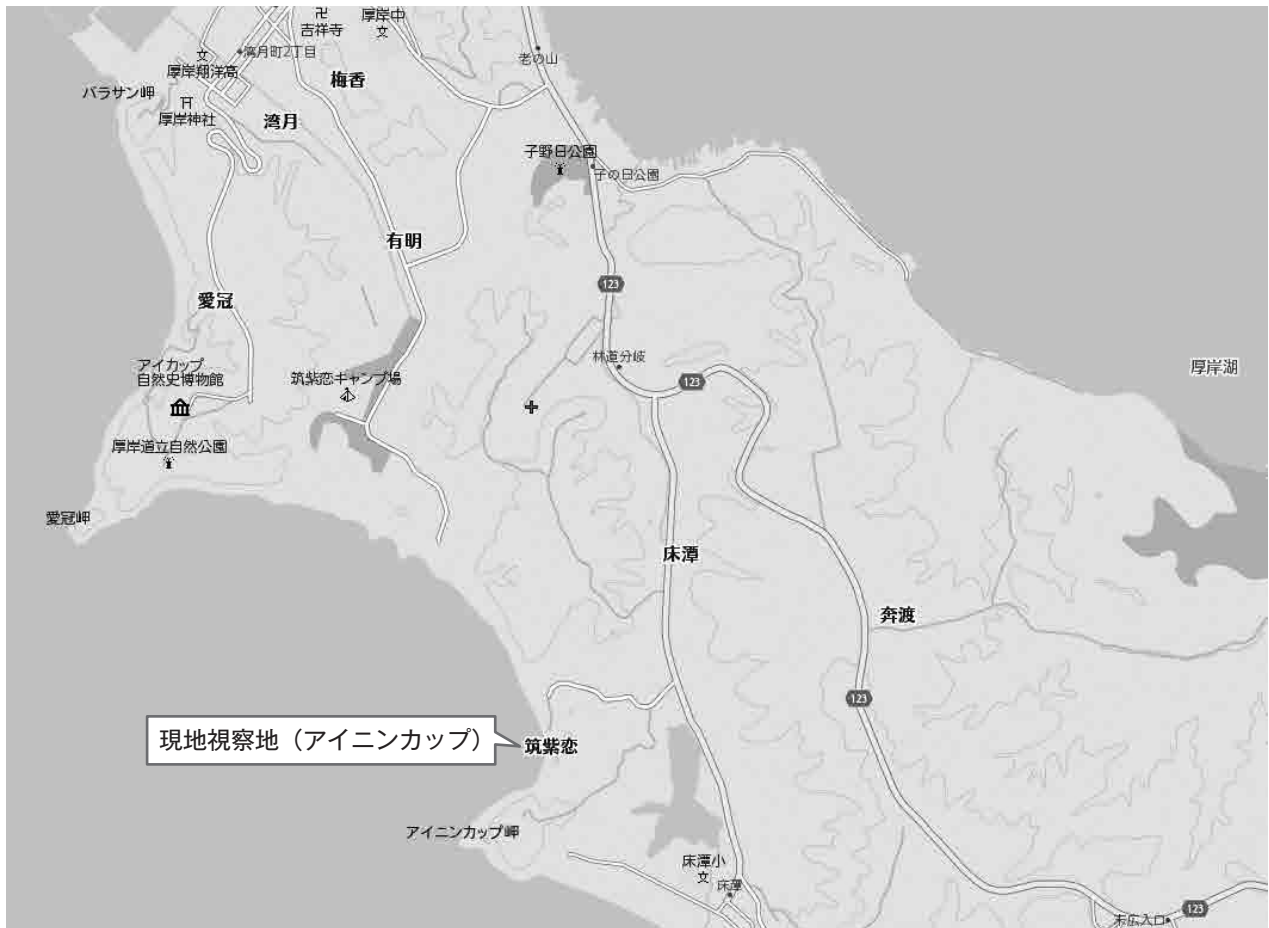 吉祥寺
厚岸中
湾月町2丁目
厚岸翔洋高
老の山
梅香
バラサン岬
厚岸神社
湾月
子野日公園
子の日公園
有明
123
愛冠
アイカップ
自然史博物館
筑紫恋キャンプ場
林道分岐
123
厚岸湖
厚岸道立自然公園
愛冠岬
床潭
奔渡
123
現地視察地（アイニンカップ）
筑紫恋
アイニンカップ岬
床潭小
床潭
末広入口
123